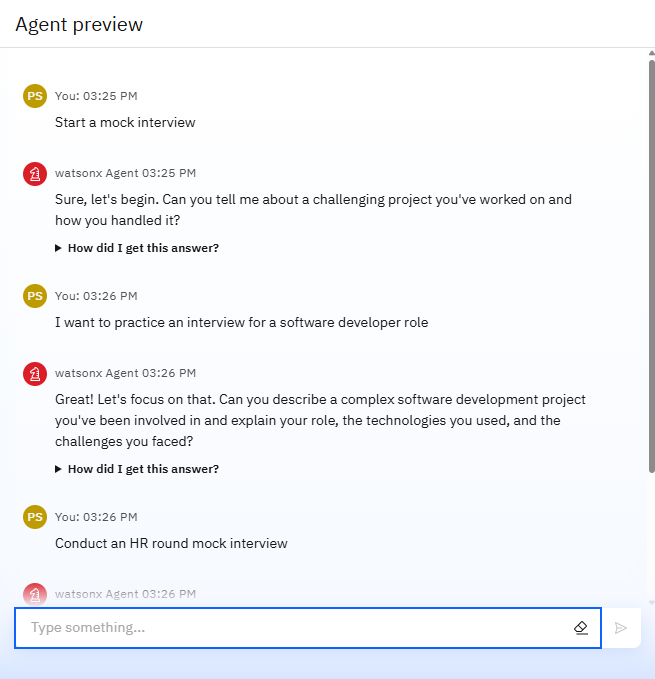 Agent preview
PS
You: 03:25 PM
Start a mock interview
watsonx Agent 03:25 PM
Sure, let's begin. Can you tell me about a challenging project you've worked on and
how you handled it?
How did I get this answer?
PS
You: 03:26 PM
I want to practice an interview for a software developer role
watsonx Agent 03:26 PM
Great! Let's focus on that. Can you describe a complex software development project
you've been involved in and explain your role, the technologies you used, and the
challenges you faced?
How did I get this answer?
PS
You: 03:26 PM
Conduct an HR round mock interview
watsonx Agent 03:26 PM
Type something...